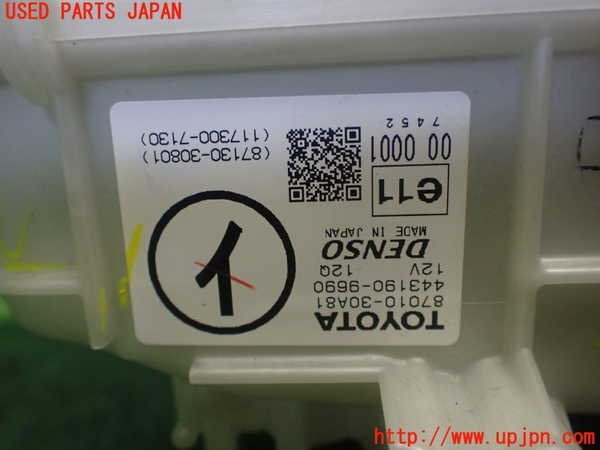 USED PARTS JAPAN
TOYOTA
87010-30A81
443190-9690
12V 12Q
DENSO
MADE IN JAPAN
e11
00 0001
7452
(87130-30801)
(117300-7130)
イ
http://www.upjpn.com/